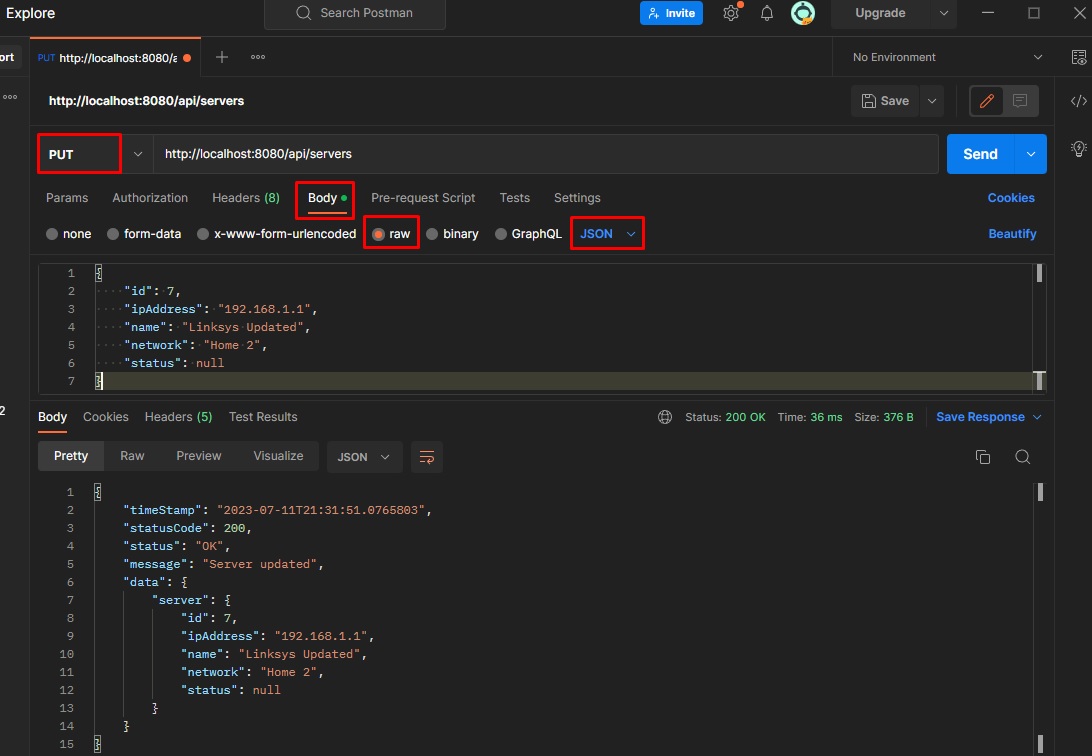 Explore
Search Postman
Invite
Upgrade
ort
PUT http://localhost:8080/a
No Environment
http://localhost:8080/api/servers
Save
PUT
http://localhost:8080/api/servers
Send
Params Authorization Headers (8) Body Pre-request Script Tests Settings Cookies
none form-data x-www-form-urlencoded raw binary GraphQL JSON Beautify
1 {
2 "id": 7,
3 "ipAddress": "192.168.1.1",
4 "name": "Linksys Updated",
5 "network": "Home 2",
6 "status": null
7 }
2
Body Cookies Headers (5) Test Results Status: 200 OK Time: 36 ms Size: 376 B Save Response
Pretty Raw Preview Visualize JSON
1 {
2 "timeStamp": "2023-07-11T21:31:51.0765803",
3 "statusCode": 200,
4 "status": "OK",
5 "message": "Server updated",
6 "data": {
7 "server": {
8 "id": 7,
9 "ipAddress": "192.168.1.1",
10 "name": "Linksys Updated",
11 "network": "Home 2",
12 "status": null
13 }
14 }
15 }